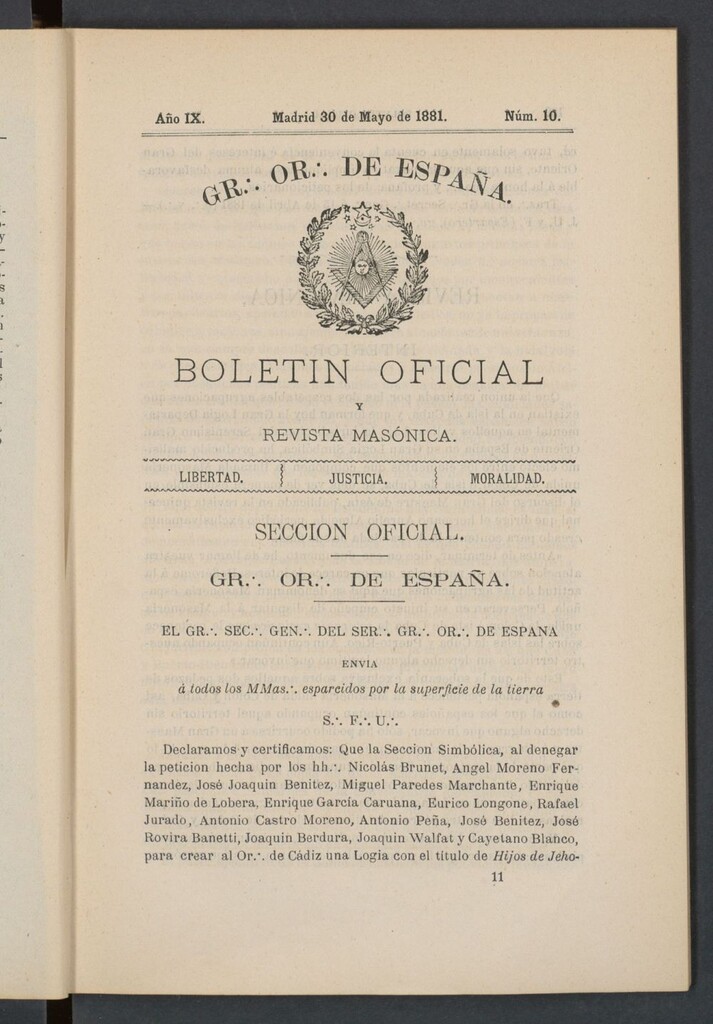 Año IX. Madrid 30 de Mayo de 1881. Núm. 10.
GR.·. OR.·. DE ESPAÑA.
BOLETIN OFICIAL
Y
REVISTA MASÓNICA.
LIBERTAD. JUSTICIA. MORALIDAD.
SECCION OFICIAL.
GR.·. OR.·. DE ESPAÑA.
EL GR.·. SEC.·. GEN.·. DEL SER.·. GR.·. OR.·. DE ESPANA
ENVIA
á todos los MMas.·. esparcidos por la superficie de la tierra
S.·. F.·. U.·.
Declaramos y certificamos: Que la Seccion Simbólica, al denegar
la peticion hecha por los hh.·. Nicolás Brunet, Angel Moreno Fer-
nandez, José Joaquin Benitez, Miguel Paredes Marchante, Enrique
Mariño de Lobera, Enrique García Caruana, Eurico Longone, Rafael
Jurado, Antonio Castro Moreno, Antonio Peña, José Benitez, José
Rovira Banetti, Joaquin Berdura, Joaquin Walfat y Cayetano Blanco,
para crear al Or.·. de Cádiz una Logia con el título de Hijos de Jeho-
11